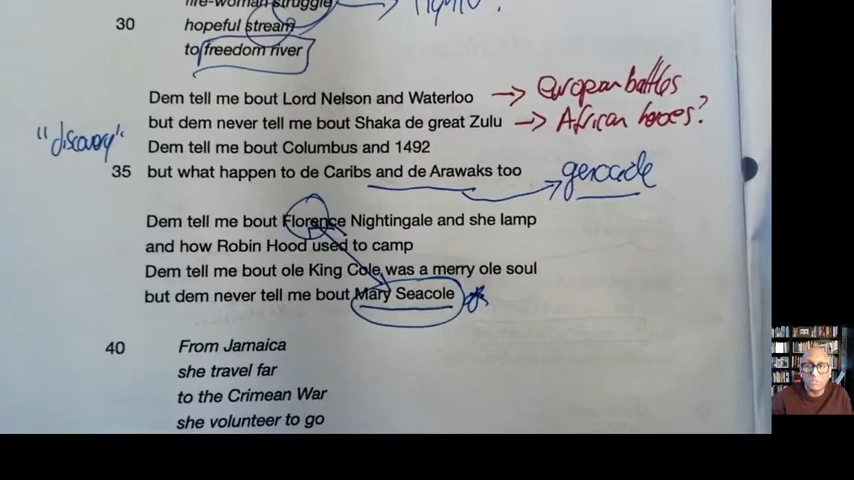 fire-woman struggle
30 hopeful stream
to freedom river
Dem tell me bout Lord Nelson and Waterloo → European battles
but dem never tell me bout Shaka de great Zulu → African heroes?
"discovery"
Dem tell me bout Columbus and 1492
35 but what happen to de Caribs and de Arawaks too → genocide
Dem tell me bout Florence Nightingale and she lamp
and how Robin Hood used to camp
Dem tell me bout ole King Cole was a merry ole soul
but dem never tell me bout Mary Seacole
40 From Jamaica
she travel far
to the Crimean War
she volunteer to go